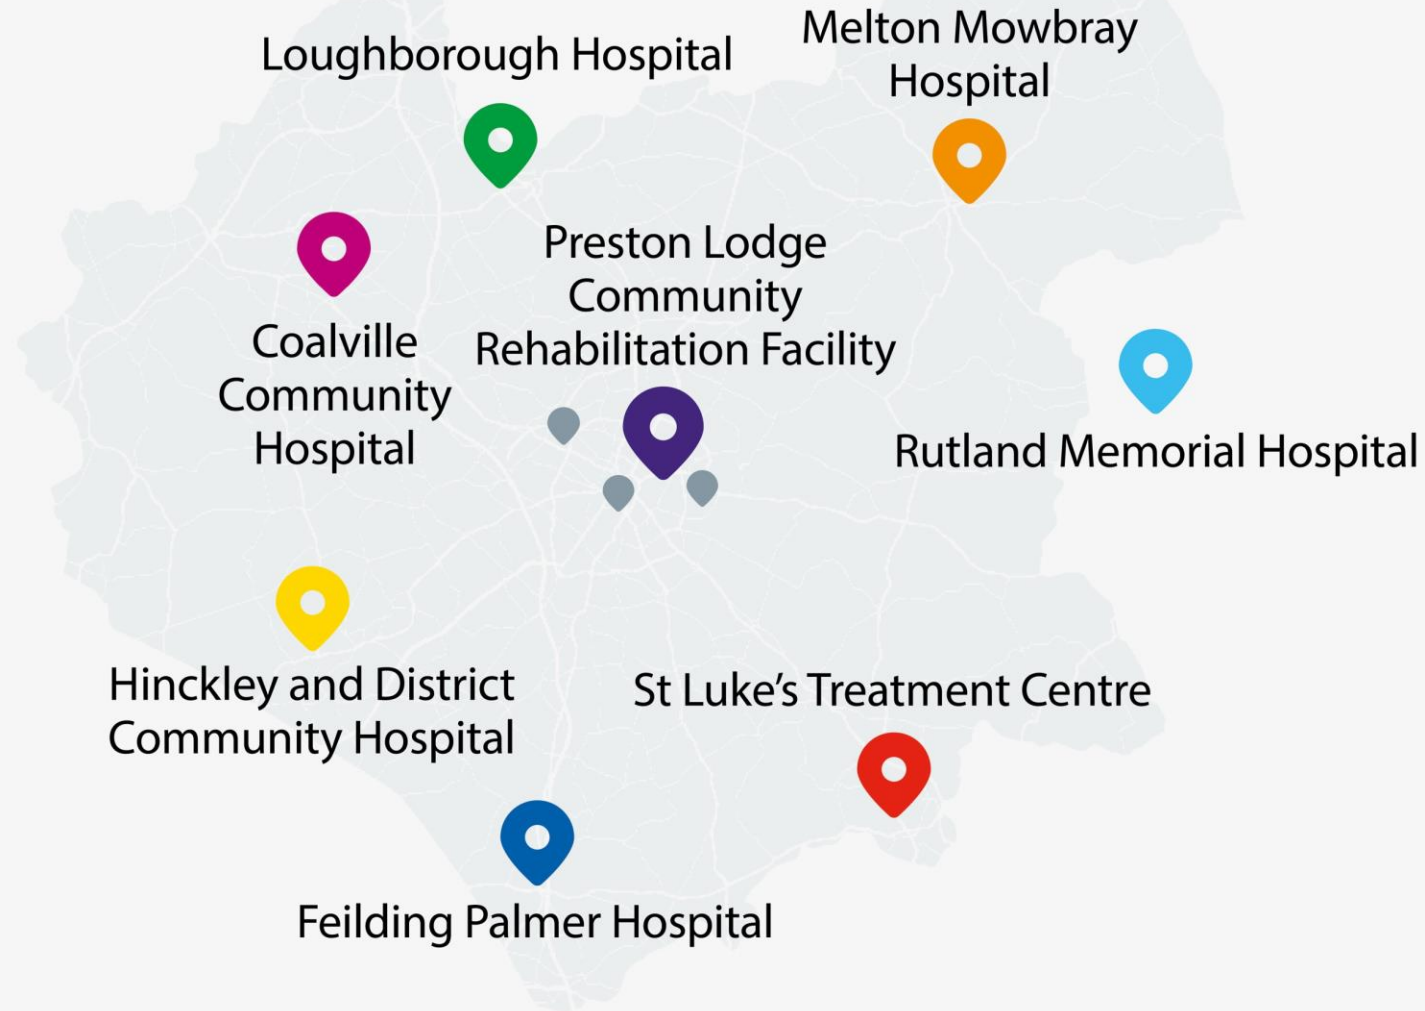 Loughborough Hospital
Melton Mowbray
Hospital
Preston Lodge
Community
Rehabilitation Facility
Coalville
Community
Hospital
Rutland Memorial Hospital
Hinckley and District
Community Hospital
St Luke’s Treatment Centre
Feilding Palmer Hospital